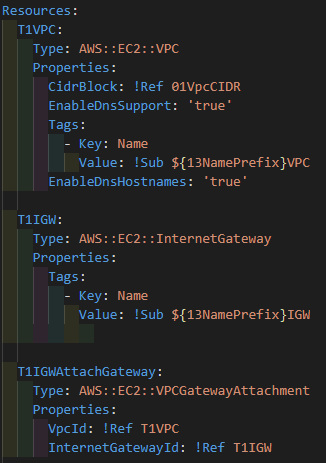 Resources:
  T1VPC:
    Type: AWS::EC2::VPC
    Properties:
      CidrBlock: !Ref 01VpcCIDR
      EnableDnsSupport: 'true'
      Tags:
        - Key: Name
          Value: !Sub ${13NamePrefix}VPC
      EnableDnsHostnames: 'true'

  T1IGW:
    Type: AWS::EC2::InternetGateway
    Properties:
      Tags:
        - Key: Name
          Value: !Sub ${13NamePrefix}IGW

  T1IGWAttachGateway:
    Type: AWS::EC2::VPCGatewayAttachment
    Properties:
      VpcId: !Ref T1VPC
      InternetGatewayId: !Ref T1IGW